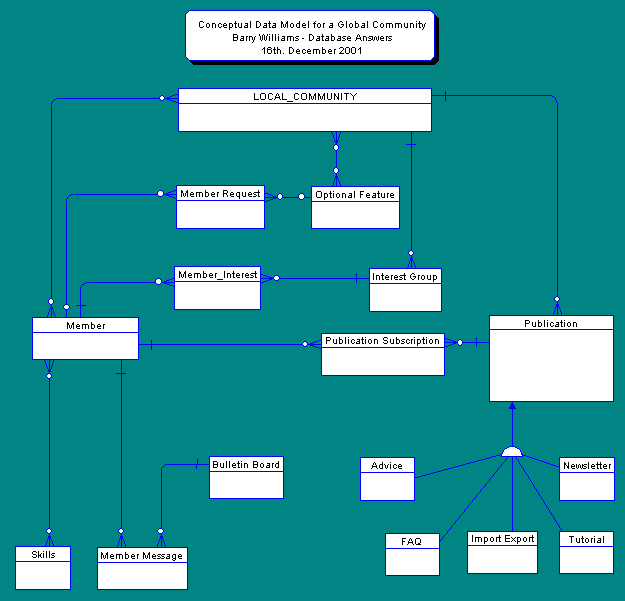 Conceptual Data Model for a Global Community
Barry Williams - Database Answers
16th. December 2001
LOCAL_COMMUNITY
Member Request
Optional Feature
Member_Interest
Interest Group
Member
Publication
Publication Subscription
Bulletin Board
Advice
Newsletter
FAQ
Import Export
Tutorial
Skills
Member Message